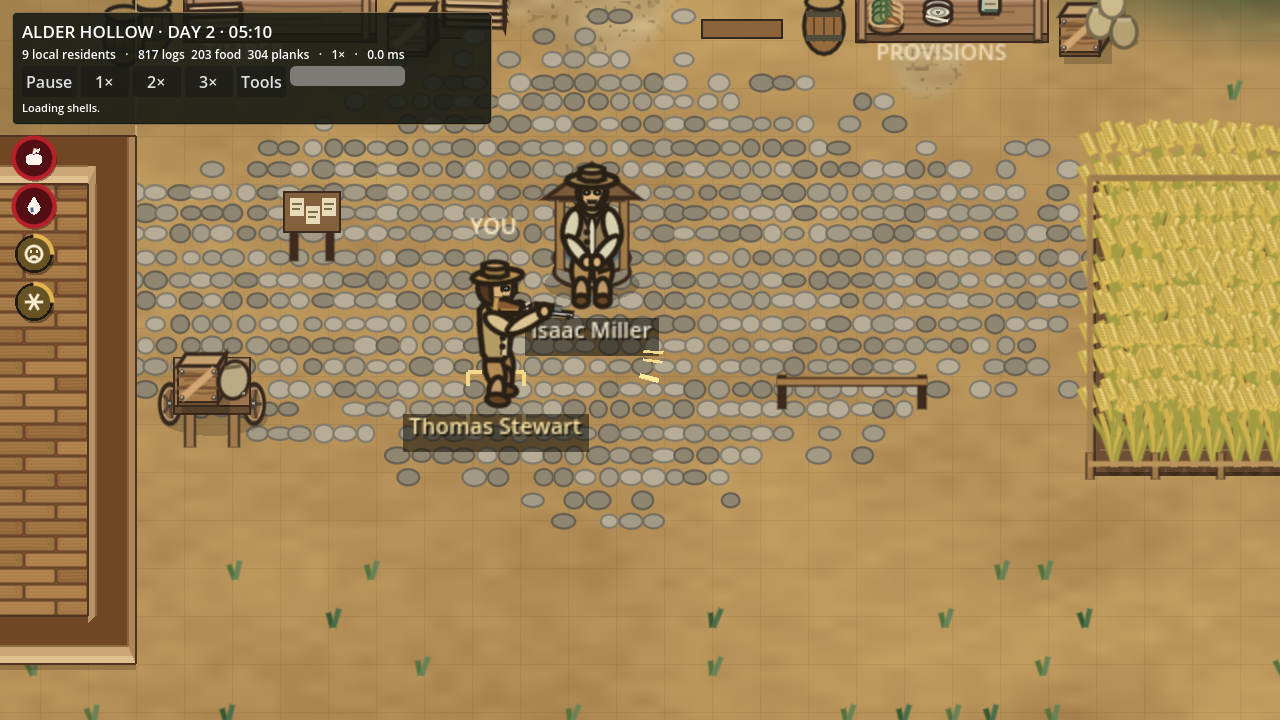 ALDER HOLLOW · DAY 2 · 05:10
9 local residents · 817 logs 203 food 304 planks · 1× · 0.0 ms
Pause 1× 2× 3× Tools
Loading shells.
PROVISIONS
YOU
Isaac Miller
Thomas Stewart